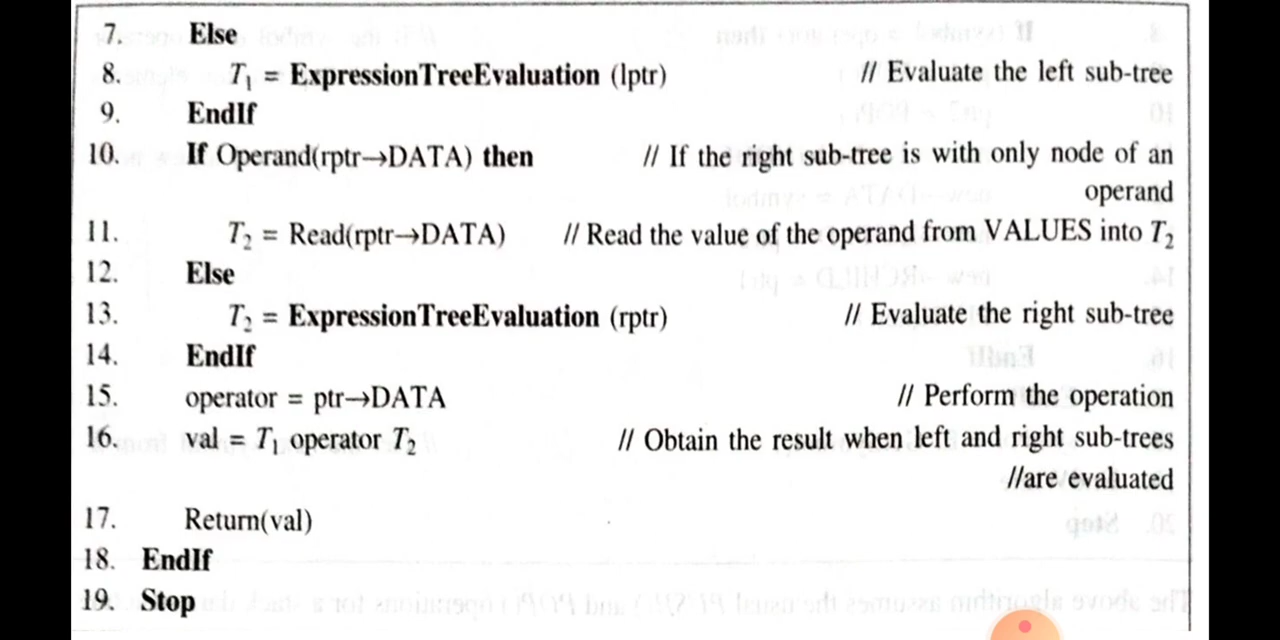 7. Else
8. T₁ = ExpressionTreeEvaluation (lptr) // Evaluate the left sub-tree
9. EndIf
10. If Operand(rptr→DATA) then // If the right sub-tree is with only node of an
operand
11. T₂ = Read(rptr→DATA) // Read the value of the operand from VALUES into T₂
12. Else
13. T₂ = ExpressionTreeEvaluation (rptr) // Evaluate the right sub-tree
14. EndIf
15. operator = ptr→DATA // Perform the operation
16. val = T₁ operator T₂ // Obtain the result when left and right sub-trees
//are evaluated
17. Return(val)
18. EndIf
19. Stop